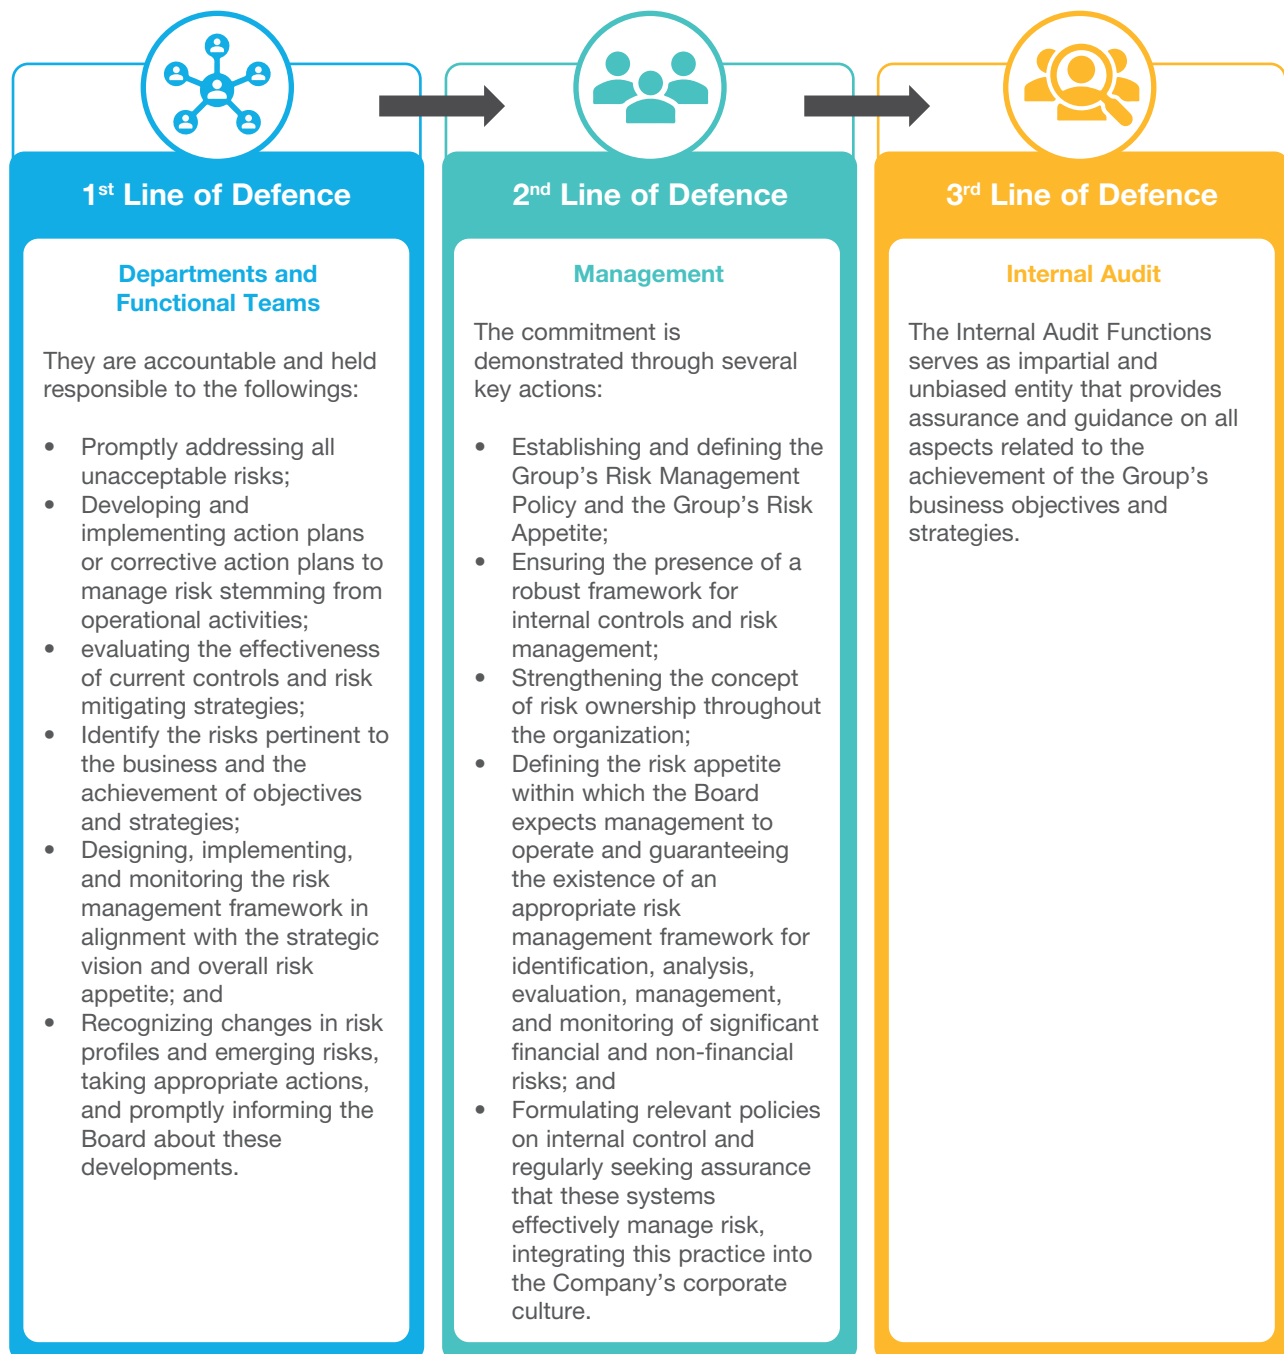 1st Line of Defence
Departments and
Functional Teams
They are accountable and held
responsible to the followings:
• Promptly addressing all
unacceptable risks;
• Developing and
implementing action plans
or corrective action plans to
manage risk stemming from
operational activities;
• evaluating the effectiveness
of current controls and risk
mitigating strategies;
• Identify the risks pertinent to
the business and the
achievement of objectives
and strategies;
• Designing, implementing,
and monitoring the risk
management framework in
alignment with the strategic
vision and overall risk
appetite; and
• Recognizing changes in risk
profiles and emerging risks,
taking appropriate actions,
and promptly informing the
Board about these
developments.
2nd Line of Defence
Management
The commitment is
demonstrated through several
key actions:
• Establishing and defining the
Group’s Risk Management
Policy and the Group’s Risk
Appetite;
• Ensuring the presence of a
robust framework for
internal controls and risk
management;
• Strengthening the concept
of risk ownership throughout
the organization;
• Defining the risk appetite
within which the Board
expects management to
operate and guaranteeing
the existence of an
appropriate risk
management framework for
identification, analysis,
evaluation, management,
and monitoring of significant
financial and non-financial
risks; and
• Formulating relevant policies
on internal control and
regularly seeking assurance
that these systems
effectively manage risk,
integrating this practice into
the Company’s corporate
culture.
3rd Line of Defence
Internal Audit
The Internal Audit Functions
serves as impartial and
unbiased entity that provides
assurance and guidance on all
aspects related to the
achievement of the Group’s
business objectives and
strategies.